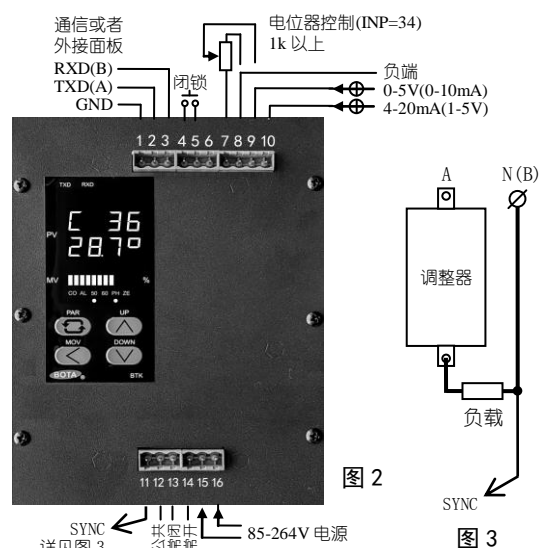 通信或者
外接面板
RXD(B)
TXD(A)
GND
闭锁
电位器控制(INP=34)
1k 以上
负端
0-5V(0-10mA)
4-20mA(1-5V)
1 2 3 4 5 6 7 8 9 10
TXD RXD
PV
C 36
28.7°
MV
%
CO AL 50 60 PH ZE
PAR UP
MOV DOWN
BOTA
BTK
11 12 13 14 15 16
SYNC
详见图 3
85-264V 电源
图 2
A
N(B)
调整器
负载
SYNC
图 3